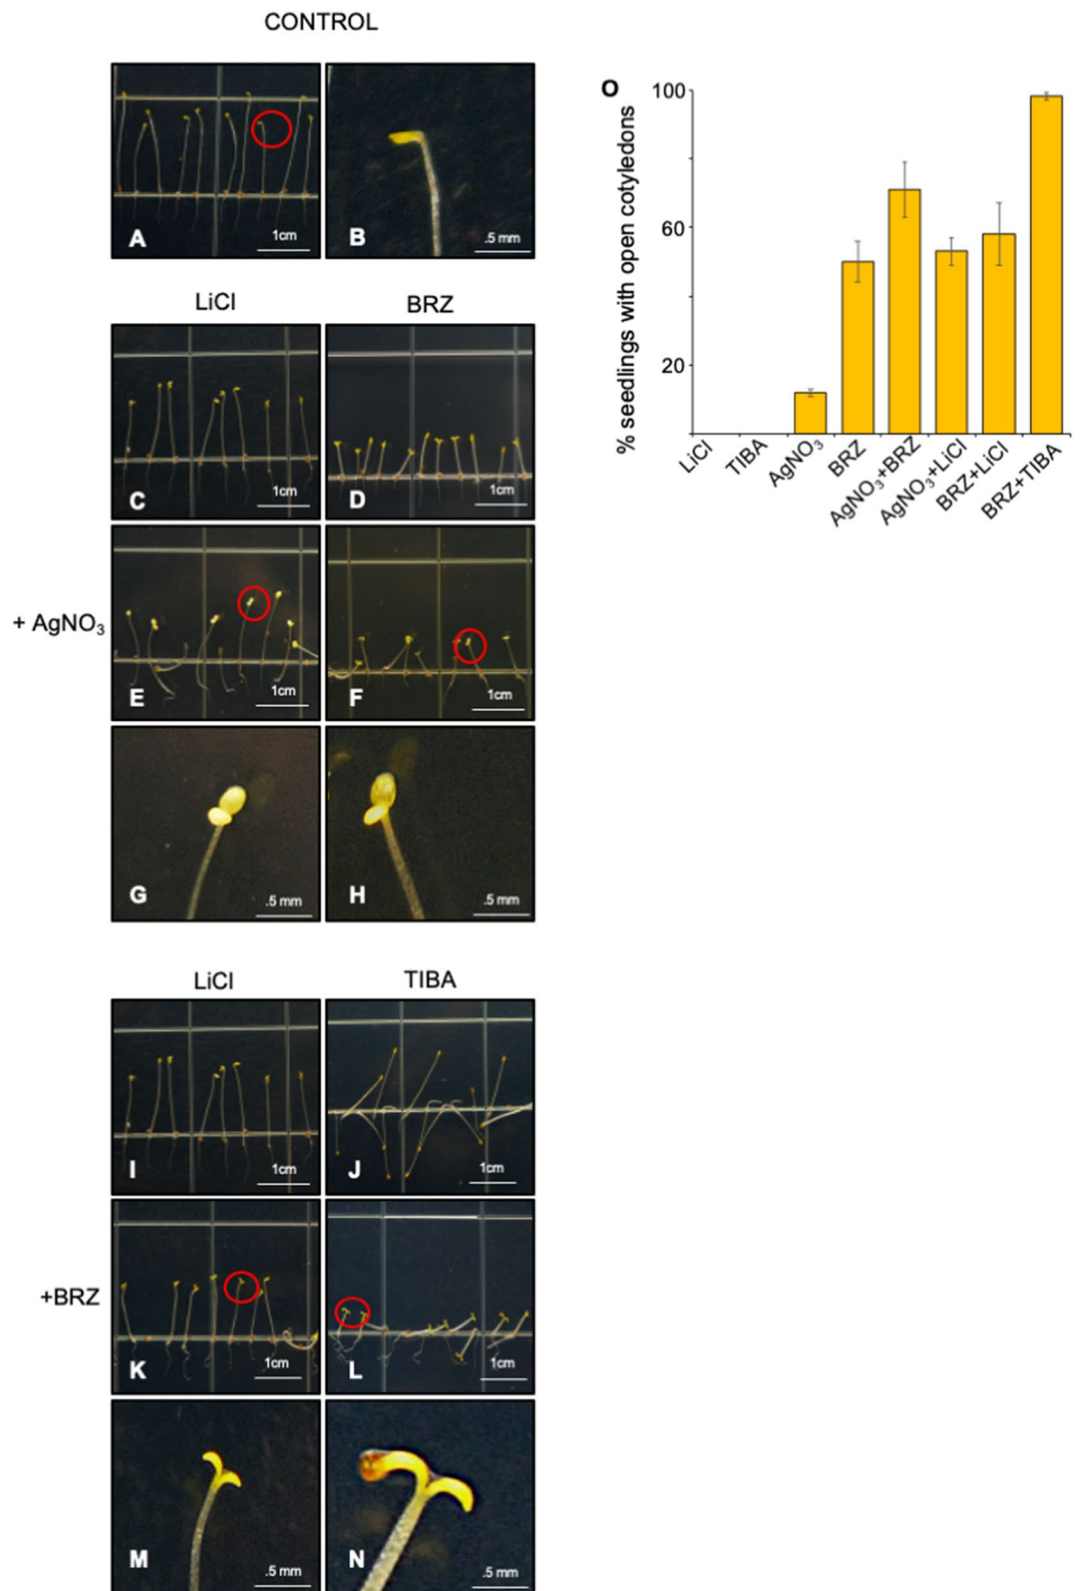 CONTROL
A
1cm
B
.5 mm
LiCl
BRZ
C
1cm
D
1cm
+ AgNO₃
E
1cm
F
1cm
G
.5 mm
H
.5 mm
LiCl
TIBA
I
1cm
J
1cm
+BRZ
K
1cm
L
1cm
M
.5 mm
N
.5 mm
O
% seedlings with open cotyledons
100
60
20
LiCl
TIBA
AgNO₃
BRZ
AgNO₃+BRZ
AgNO₃+LiCl
BRZ+LiCl
BRZ+TIBA